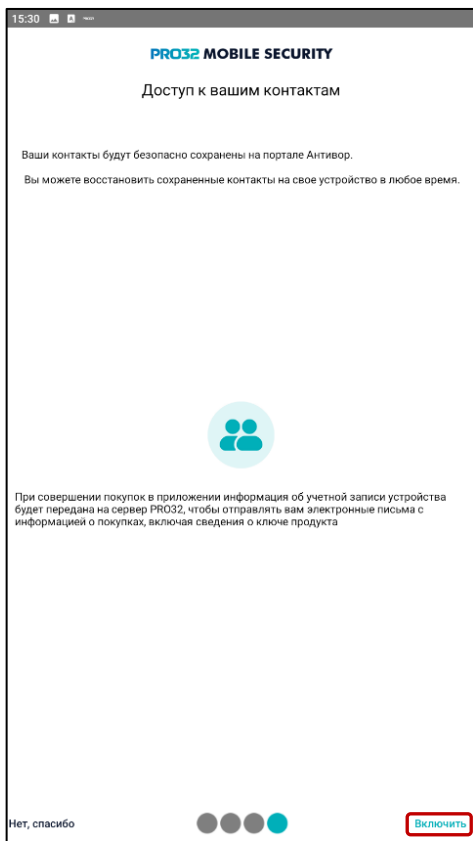 15:30
PRO32 MOBILE SECURITY
Доступ к вашим контактам
Ваши контакты будут безопасно сохранены на портале Антивор.
Вы можете восстановить сохраненные контакты на свое устройство в любое время.
При совершении покупок в приложении информация об учетной записи устройства
будет передана на сервер PRO32, чтобы отправлять вам электронные письма с
информацией о покупках, включая сведения о ключе продукта
Нет, спасибо
Включить